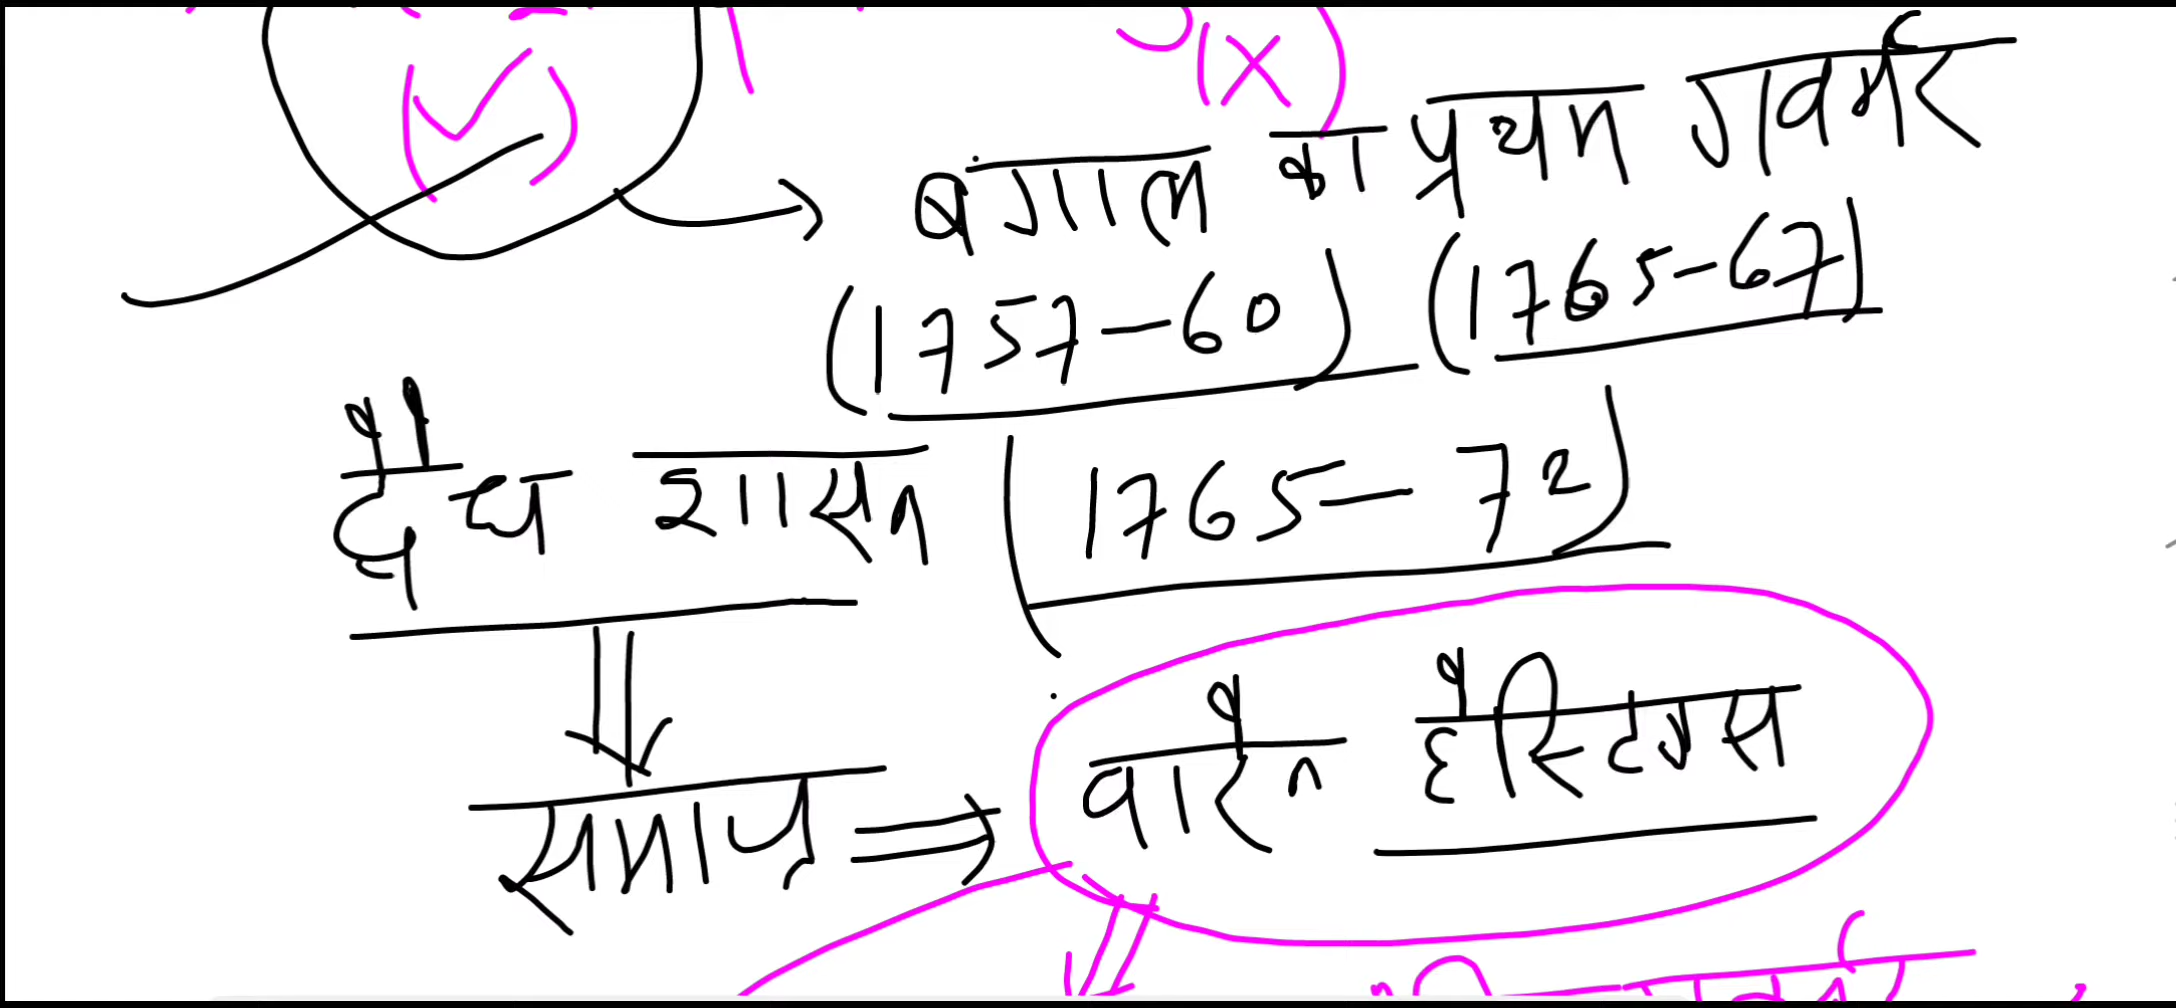 (x)
बंगाल का प्रथम गवर्नर
(1757-60) (1765-67)
द्वैध शासन (1765-72)
समाप्त ⇒ वारेन हैस्टिंग्स